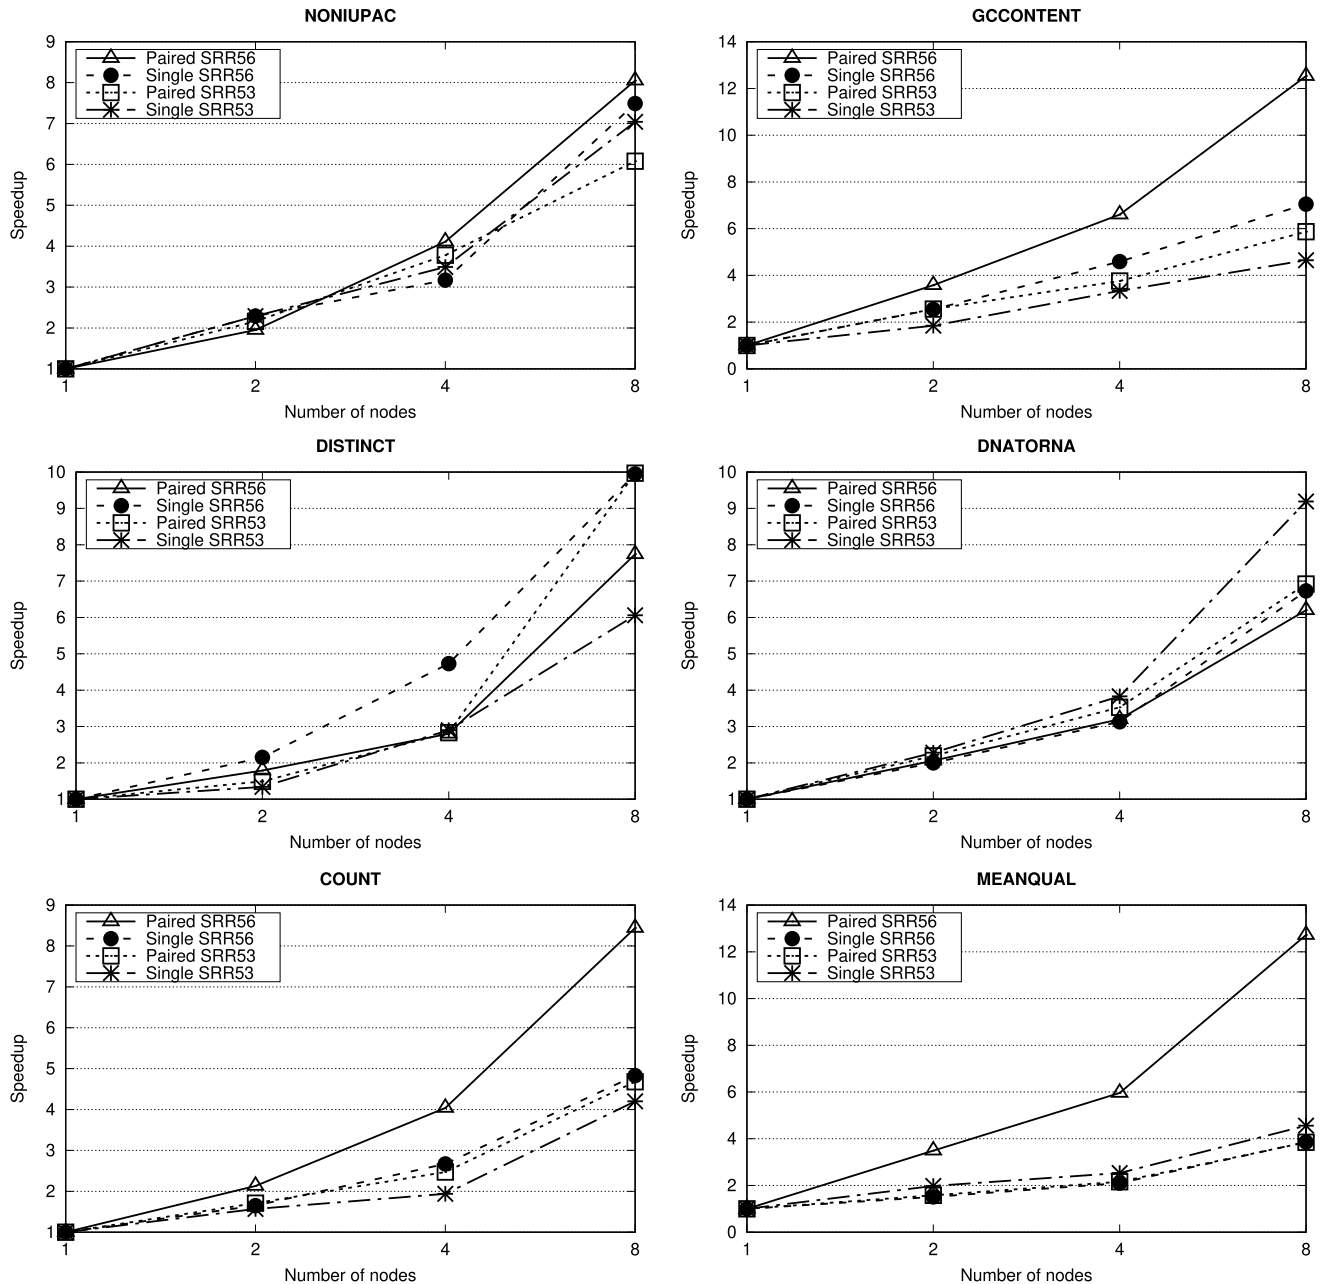 NONIUPAC
9
8
7
6
5
4
3
2
1
Speedup
Paired SRR56
Single SRR56
Paired SRR53
Single SRR53
1 2 4 8
Number of nodes
GCCONTENT
14
12
10
8
6
4
2
0
Speedup
Paired SRR56
Single SRR56
Paired SRR53
Single SRR53
1 2 4 8
Number of nodes
DISTINCT
10
9
8
7
6
5
4
3
2
1
Speedup
Paired SRR56
Single SRR56
Paired SRR53
Single SRR53
1 2 4 8
Number of nodes
DNATORNA
10
9
8
7
6
5
4
3
2
1
Speedup
Paired SRR56
Single SRR56
Paired SRR53
Single SRR53
1 2 4 8
Number of nodes
COUNT
9
8
7
6
5
4
3
2
1
Speedup
Paired SRR56
Single SRR56
Paired SRR53
Single SRR53
1 2 4 8
Number of nodes
MEANQUAL
14
12
10
8
6
4
2
0
Speedup
Paired SRR56
Single SRR56
Paired SRR53
Single SRR53
1 2 4 8
Number of nodes